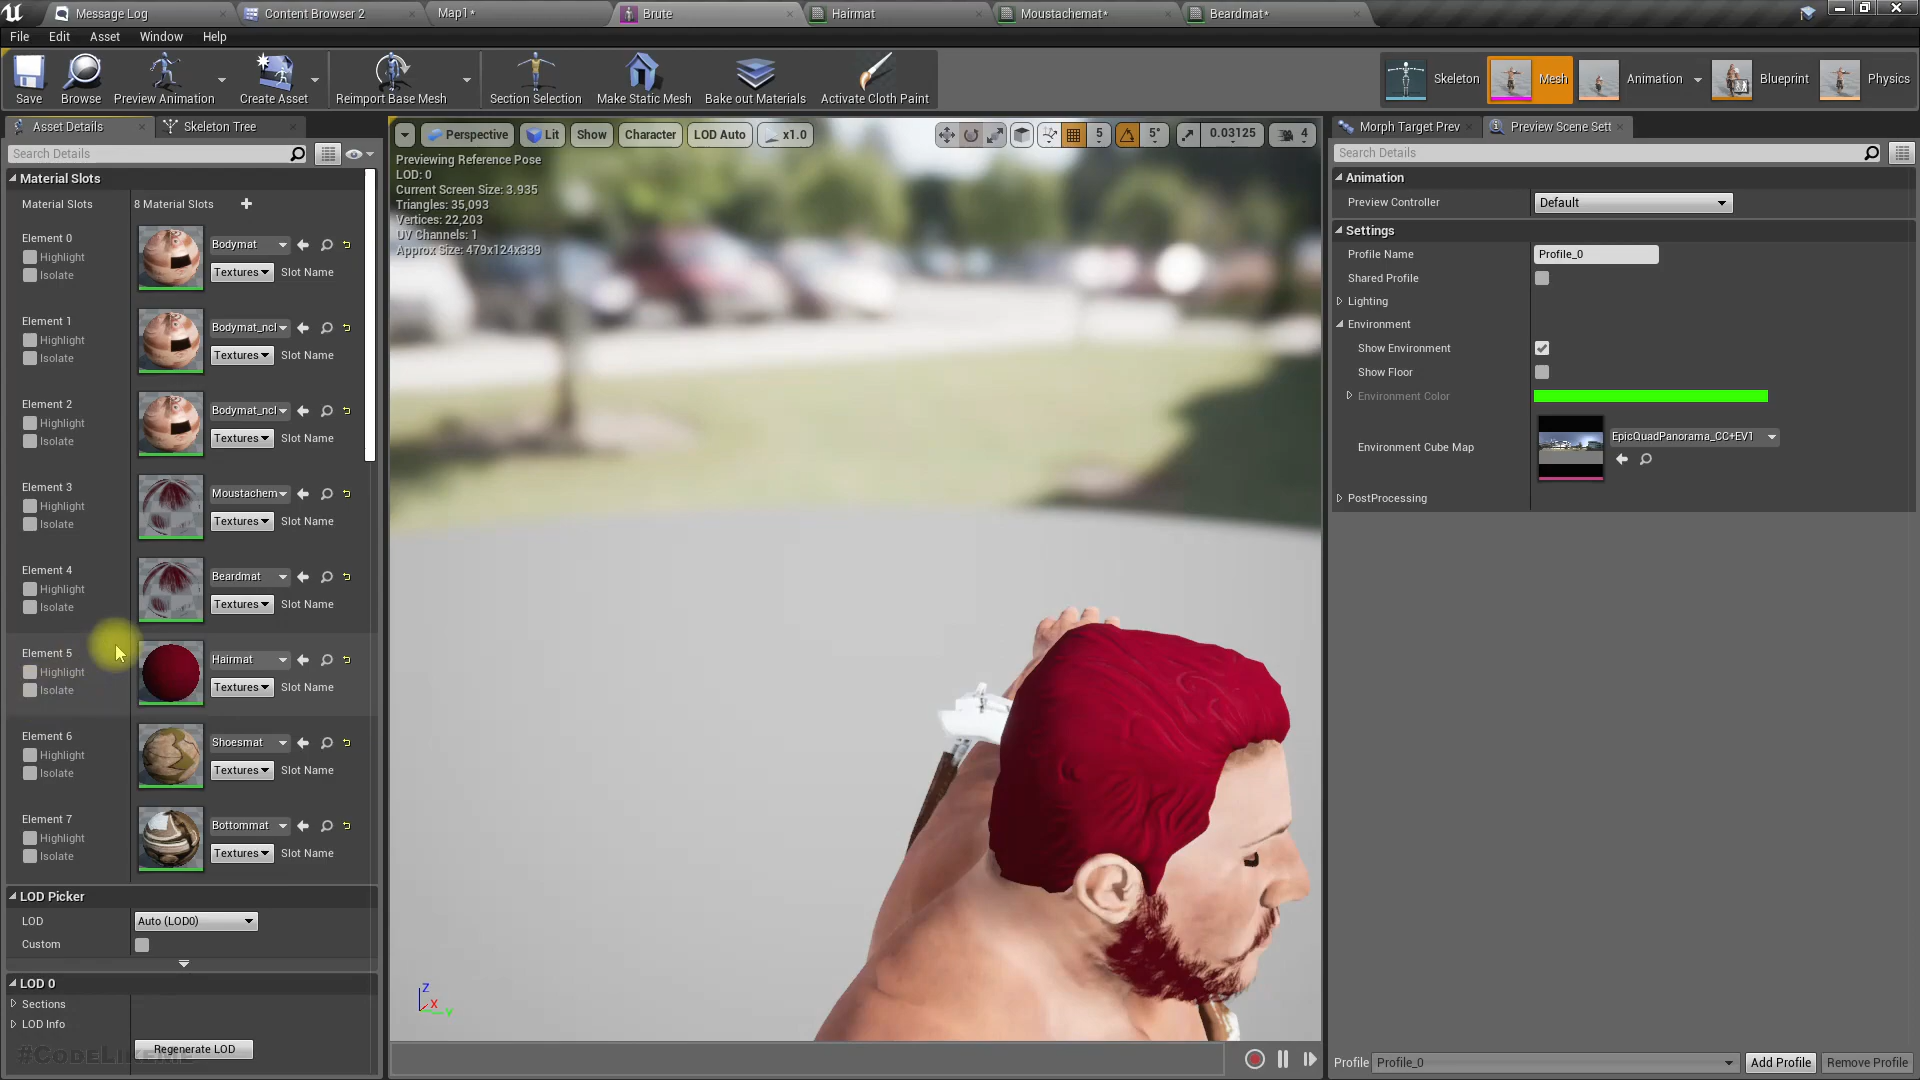 Message Log
Content Browser 2
Map1*
Brute
Hairmat
Moustachemat*
Beardmat*
File Edit Asset Window Help
Save
Browse
Preview Animation
Create Asset
Reimport Base Mesh
Section Selection
Make Static Mesh
Bake out Materials
Activate Cloth Paint
Skeleton
Mesh
Animation
Blueprint
Physics
Asset Details
Skeleton Tree
Search Details
Material Slots
Material Slots 8 Material Slots
Element 0
Highlight
Isolate
Bodymat
Textures Slot Name
Element 1
Highlight
Isolate
Bodymat_ncl
Textures Slot Name
Element 2
Highlight
Isolate
Bodymat_ncl
Textures Slot Name
Element 3
Highlight
Isolate
Moustachem
Textures Slot Name
Element 4
Highlight
Isolate
Beardmat
Textures Slot Name
Element 5
Highlight
Isolate
Hairmat
Textures Slot Name
Element 6
Highlight
Isolate
Shoesmat
Textures Slot Name
Element 7
Highlight
Isolate
Bottommat
Textures Slot Name
LOD Picker
LOD Auto (LOD0)
Custom
LOD 0
Sections
LOD Info
Regenerate LOD
#CODELIKEME
Perspective Lit Show Character LOD Auto x1.0
5 5° 0.03125 4
Previewing Reference Pose
LOD: 0
Current Screen Size: 3.935
Triangles: 35,093
Vertices: 22,203
UV Channels: 1
Approx Size: 479x124x339
Z
X
Y
Morph Target Prev
Preview Scene Sett
Search Details
Animation
Preview Controller Default
Settings
Profile Name Profile_0
Shared Profile
Lighting
Environment
Show Environment
Show Floor
Environment Color
Environment Cube Map EpicQuadPanorama_CC+EV1
PostProcessing
Profile Profile_0 Add Profile Remove Profile